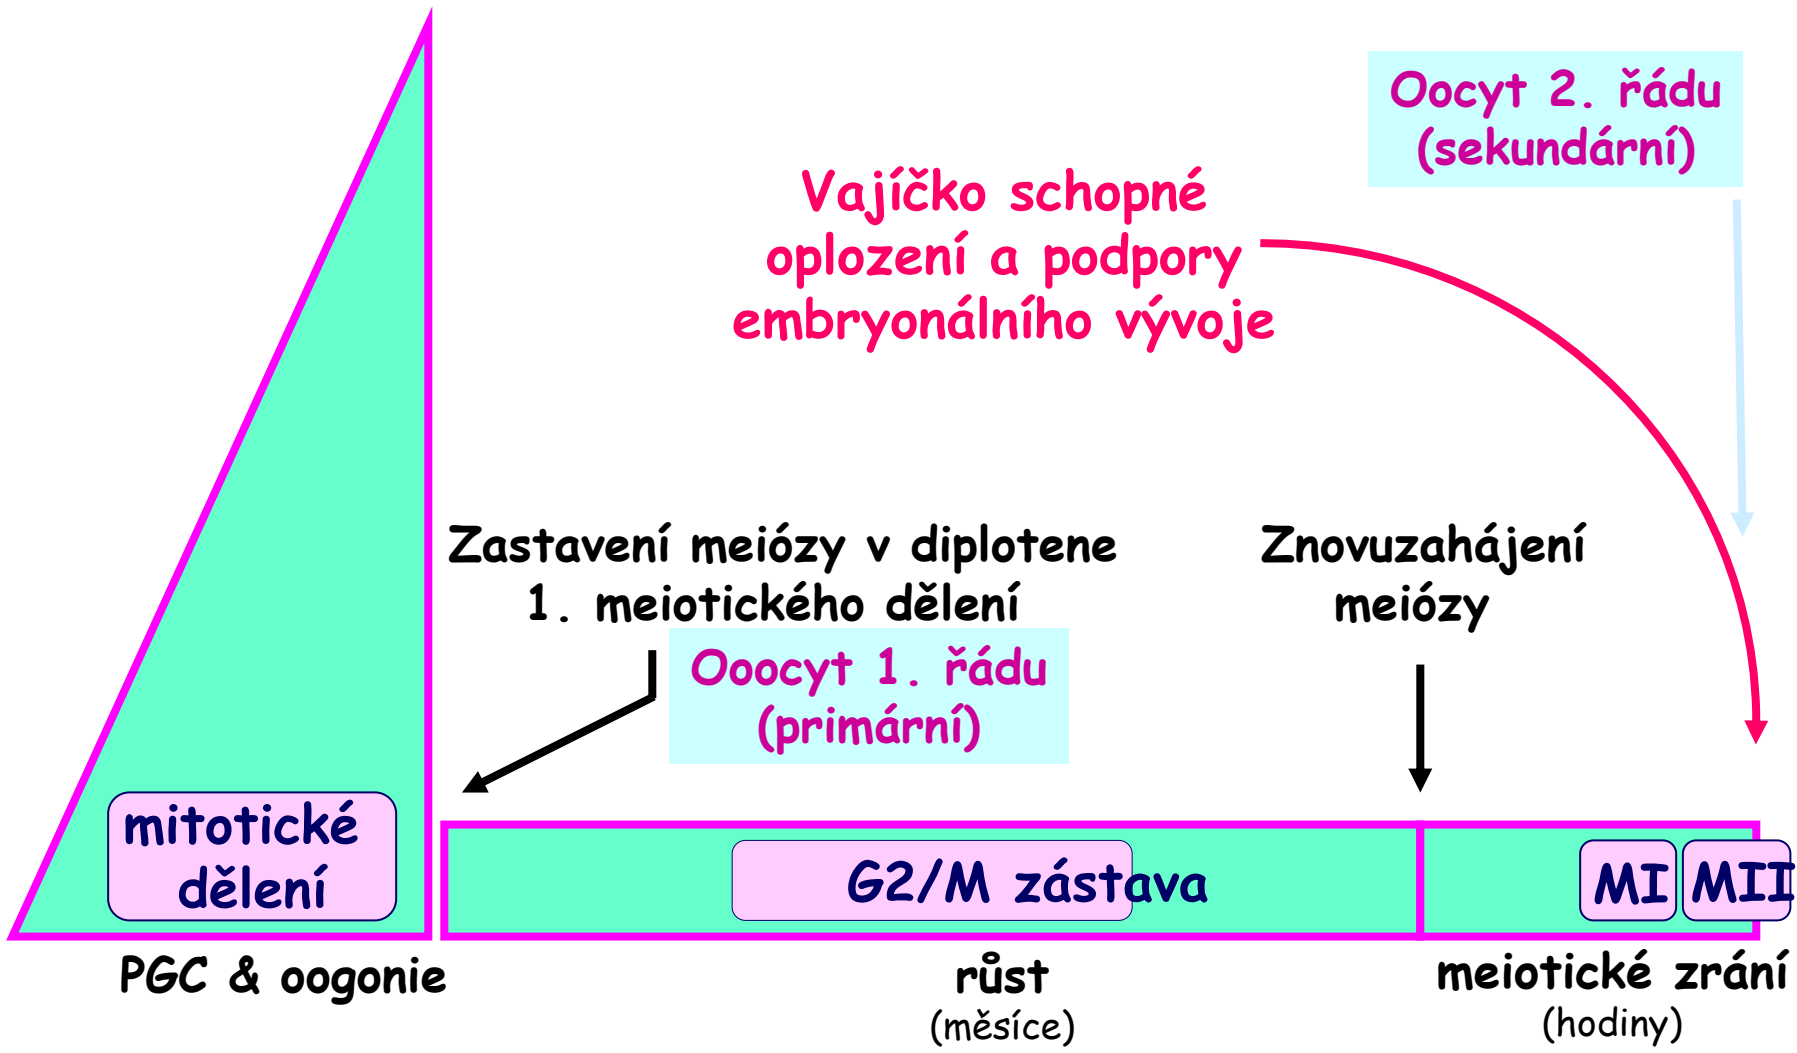 Oocyt 2. řádu
(sekundární)
Vajíčko schopné
oplození a podpory
embryonálního vývoje
Zastavení meiózy v diplotene
1. meiotického dělení
Znovuzahájení
meiózy
Ooocyt 1. řádu
(primární)
mitotické
dělení
G2/M zástava
MI
MII
PGC & oogonie
růst
(měsíce)
meiotické zrání
(hodiny)